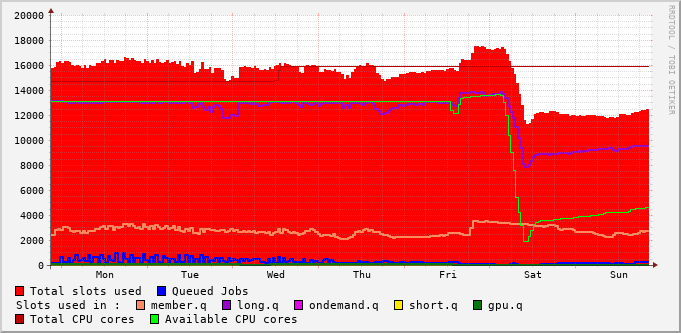 20000
18000
16000
14000
12000
10000
8000
6000
4000
2000
0
Mon Tue Wed Thu Fri Sat Sun
RRDTOOL / TOBI OETIKER
Total slots used Queued Jobs
Slots used in : member.q long.q ondemand.q short.q gpu.q
Total CPU cores Available CPU cores